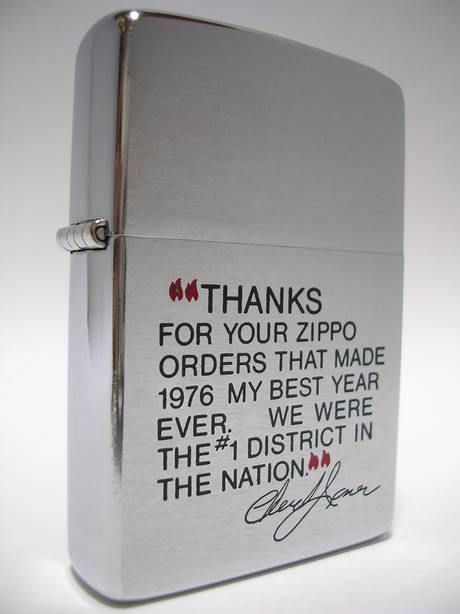 "THANKS
FOR YOUR ZIPPO
ORDERS THAT MADE
1976 MY BEST YEAR
EVER. WE WERE
THE #1 DISTRICT IN
THE NATION."